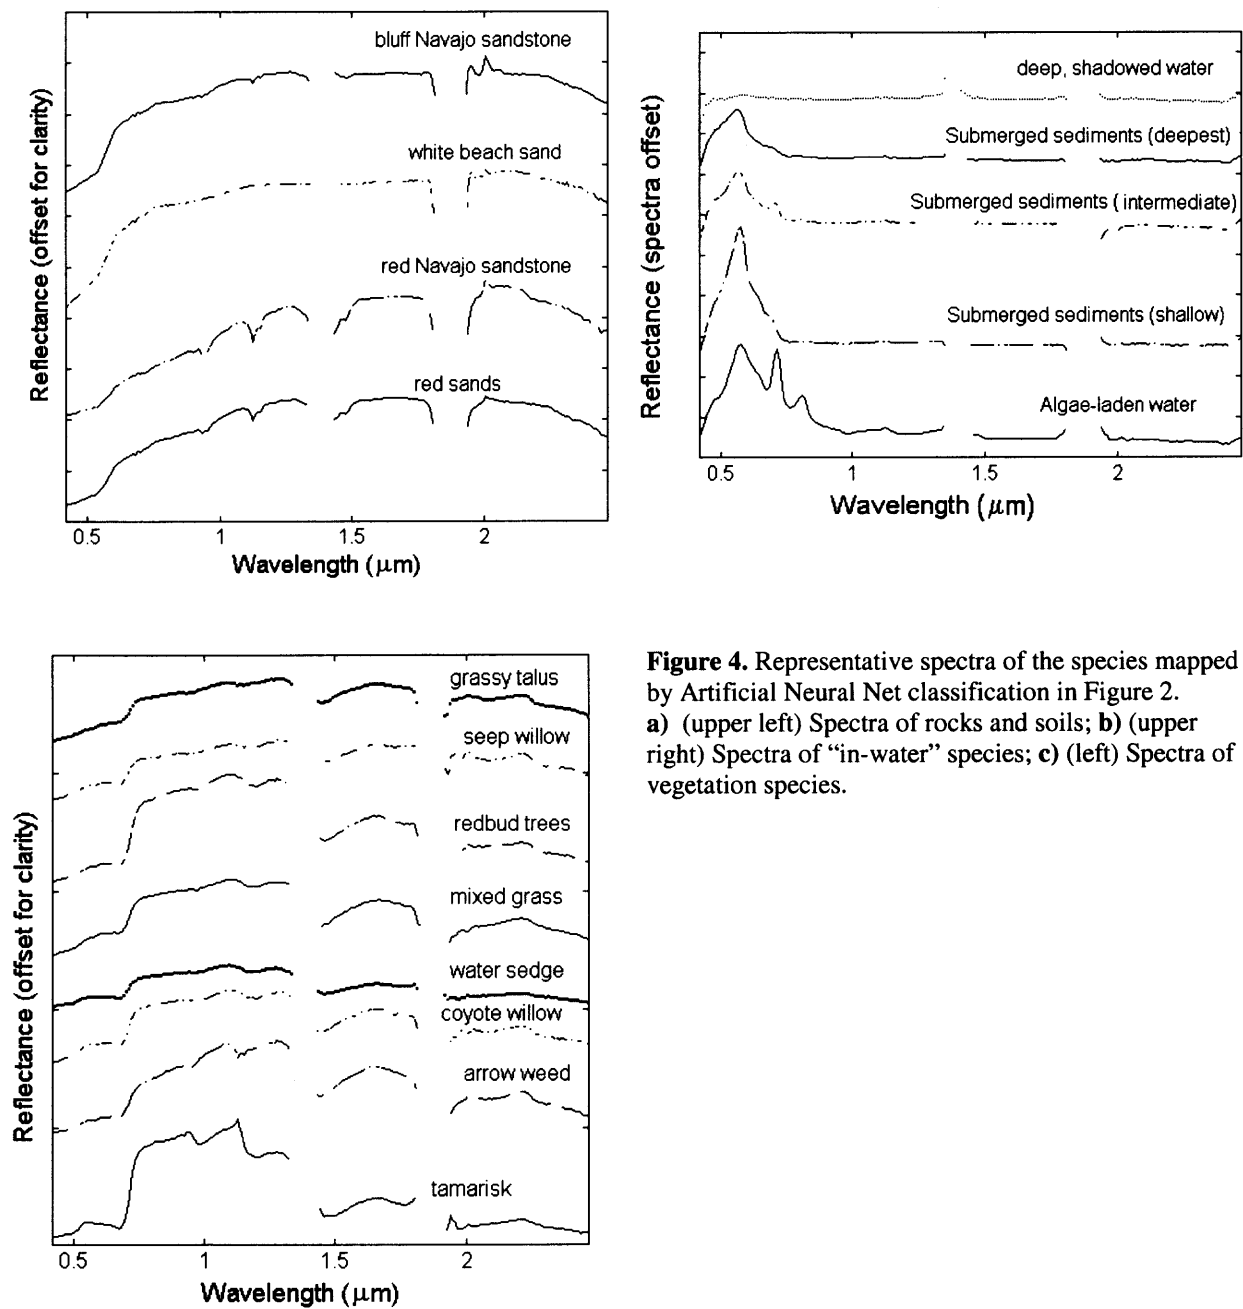 bluff Navajo sandstone
white beach sand
red Navajo sandstone
red sands
Reflectance (offset for clarity)
0.5 1 1.5 2
Wavelength (μm)
deep, shadowed water
Submerged sediments (deepest)
Submerged sediments (intermediate)
Submerged sediments (shallow)
Algae-laden water
Reflectance (spectra offset)
0.5 1 1.5 2
Wavelength (μm)
grassy talus
seep willow
redbud trees
mixed grass
water sedge
coyote willow
arrow weed
tamarisk
Reflectance (offset for clarity)
0.5 1 1.5 2
Wavelength (μm)
Figure 4. Representative spectra of the species mapped
by Artificial Neural Net classification in Figure 2.
a) (upper left) Spectra of rocks and soils; b) (upper
right) Spectra of “in-water” species; c) (left) Spectra of
vegetation species.